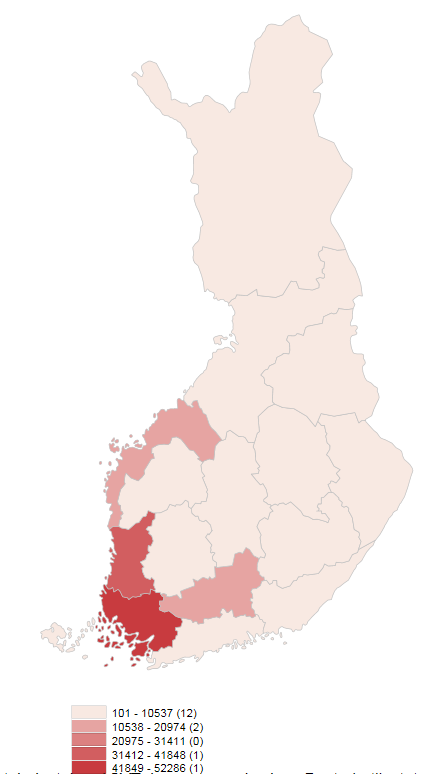 101 - 10537 (12)
10538 - 20974 (2)
20975 - 31411 (0)
31412 - 41848 (1)
41849 - 52286 (1)